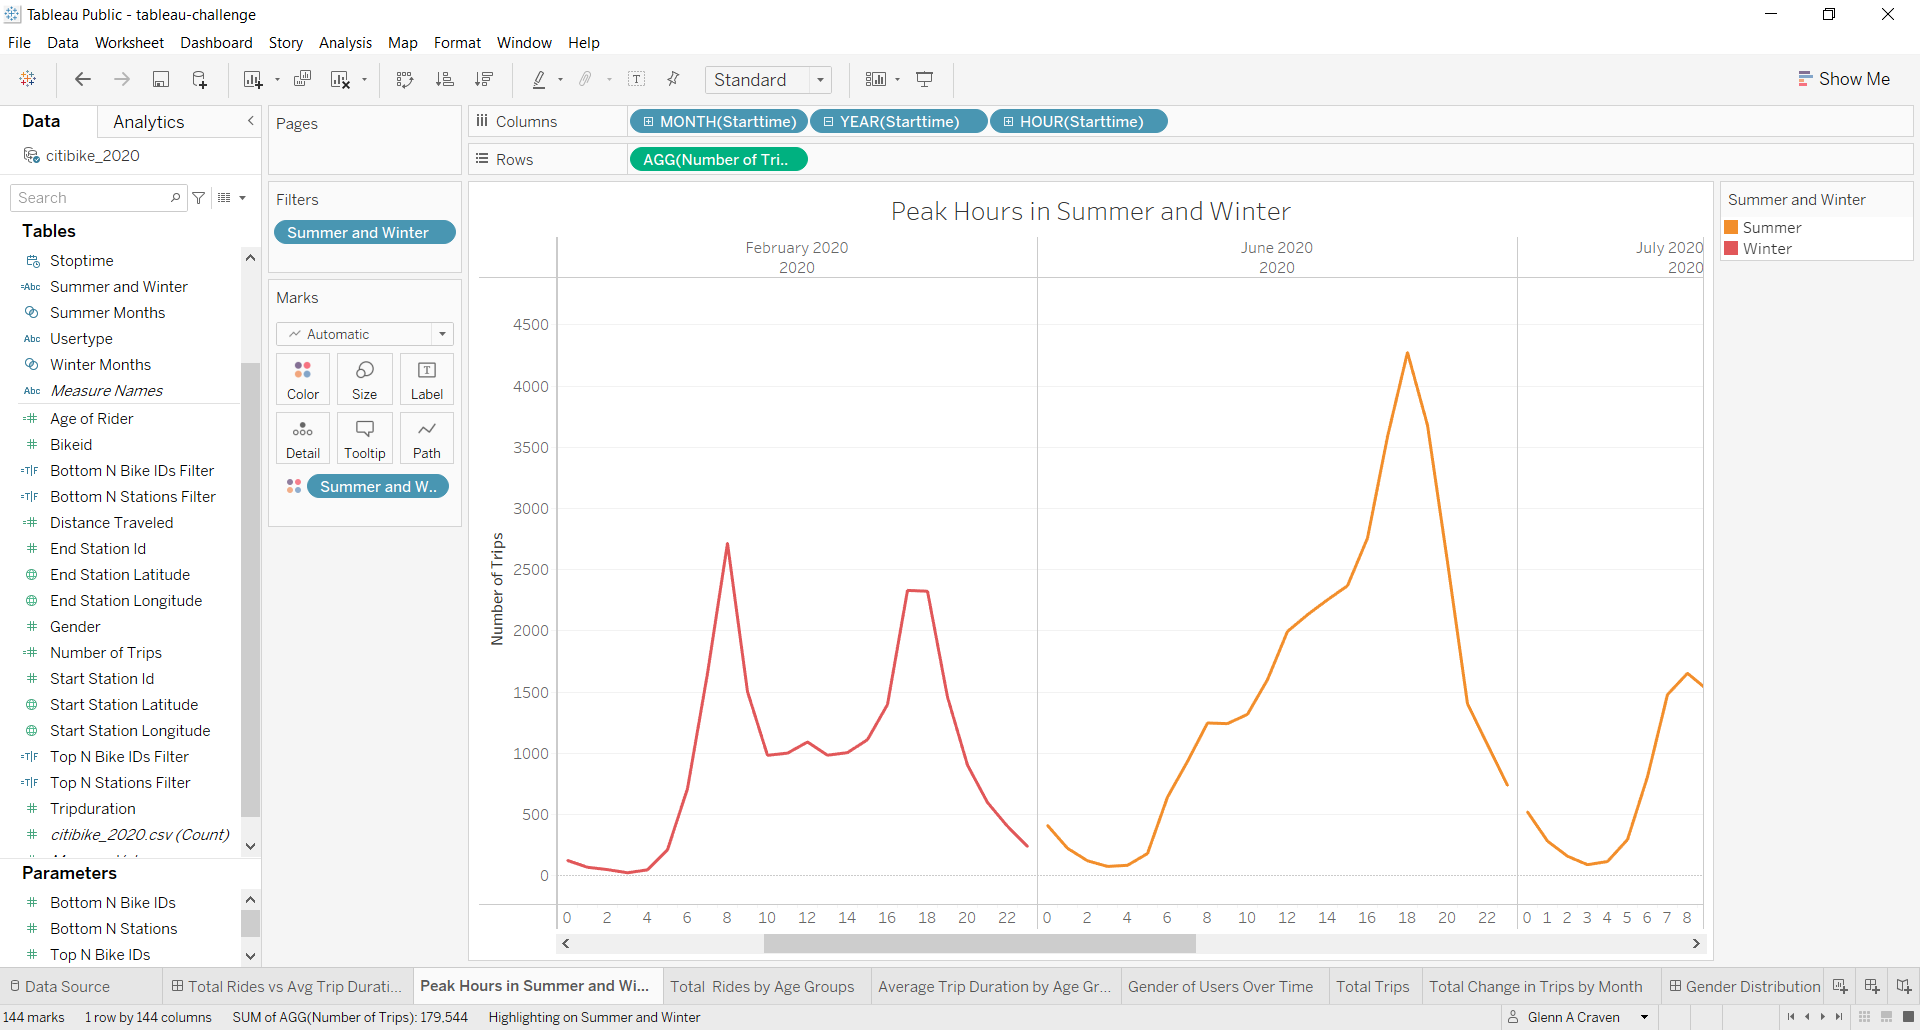 Tableau Public - tableau-challenge
File Data Worksheet Dashboard Story Analysis Map Format Window Help
Standard
Show Me
Data Analytics
citibike_2020
Search
Tables
Stoptime
Abc Summer and Winter
Summer Months
Abc Usertype
Winter Months
Abc Measure Names
Age of Rider
Bikeid
=T|F Bottom N Bike IDs Filter
=T|F Bottom N Stations Filter
Distance Traveled
End Station Id
End Station Latitude
End Station Longitude
Gender
Number of Trips
Start Station Id
Start Station Latitude
Start Station Longitude
=T|F Top N Bike IDs Filter
=T|F Top N Stations Filter
Tripduration
citibike_2020.csv (Count)
Parameters
Bottom N Bike IDs
Bottom N Stations
Top N Bike IDs
Pages
Filters
Summer and Winter
Marks
Automatic
Color Size Label
Detail Tooltip Path
Summer and W..
Columns MONTH(Starttime) YEAR(Starttime) HOUR(Starttime)
Rows AGG(Number of Tri..
Peak Hours in Summer and Winter
February 2020 June 2020 July 2020
2020 2020 2020
Number of Trips
4500
4000
3500
3000
2500
2000
1500
1000
500
0
0 2 4 6 8 10 12 14 16 18 20 22 0 2 4 6 8 10 12 14 16 18 20 22 0 1 2 3 4 5 6 7 8
Summer and Winter
Summer
Winter
Data Source Total Rides vs Avg Trip Durati... Peak Hours in Summer and Wi... Total Rides by Age Groups Average Trip Duration by Age Gr... Gender of Users Over Time Total Trips Total Change in Trips by Month Gender Distribution
144 marks 1 row by 144 columns SUM of AGG(Number of Trips): 179,544 Highlighting on Summer and Winter Glenn A Craven